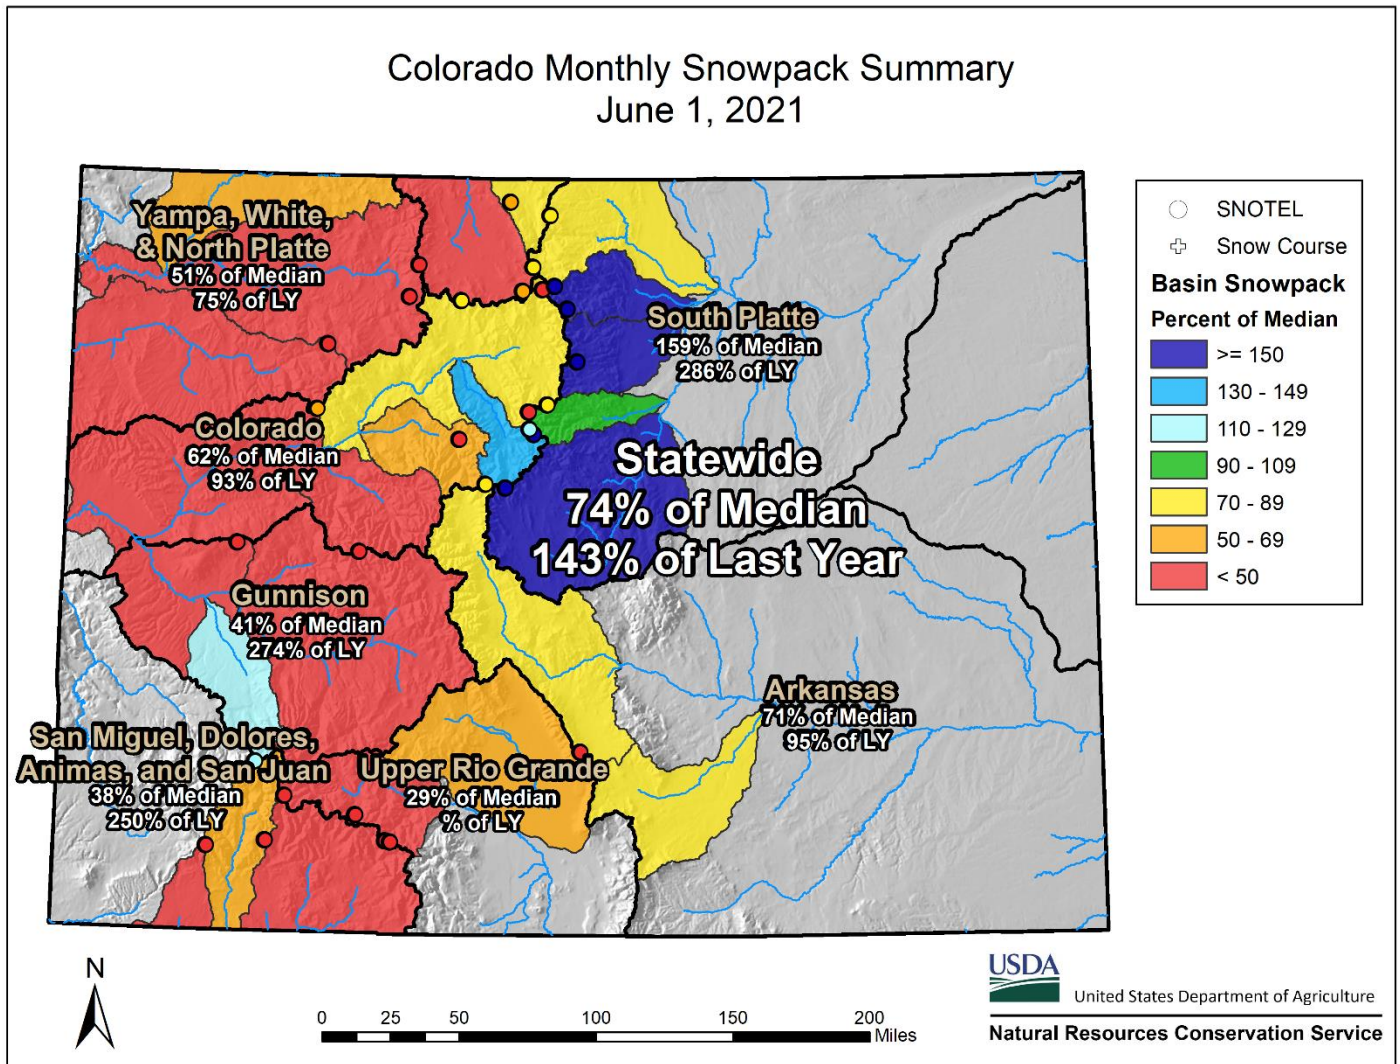 Colorado Monthly Snowpack Summary
June 1, 2021
Yampa, White,
& North Platte
51% of Median
75% of LY
South Platte
159% of Median
286% of LY
Colorado
62% of Median
93% of LY
Statewide
74% of Median
143% of Last Year
Gunnison
41% of Median
274% of LY
Arkansas
71% of Median
95% of LY
San Miguel, Dolores,
Animas, and San Juan
38% of Median
250% of LY
Upper Rio Grande
29% of Median
% of LY
SNOTEL
Snow Course
Basin Snowpack
Percent of Median
>= 150
130 - 149
110 - 129
90 - 109
70 - 89
50 - 69
< 50
N
0 25 50 100 150 200
Miles
USDA
United States Department of Agriculture
Natural Resources Conservation Service